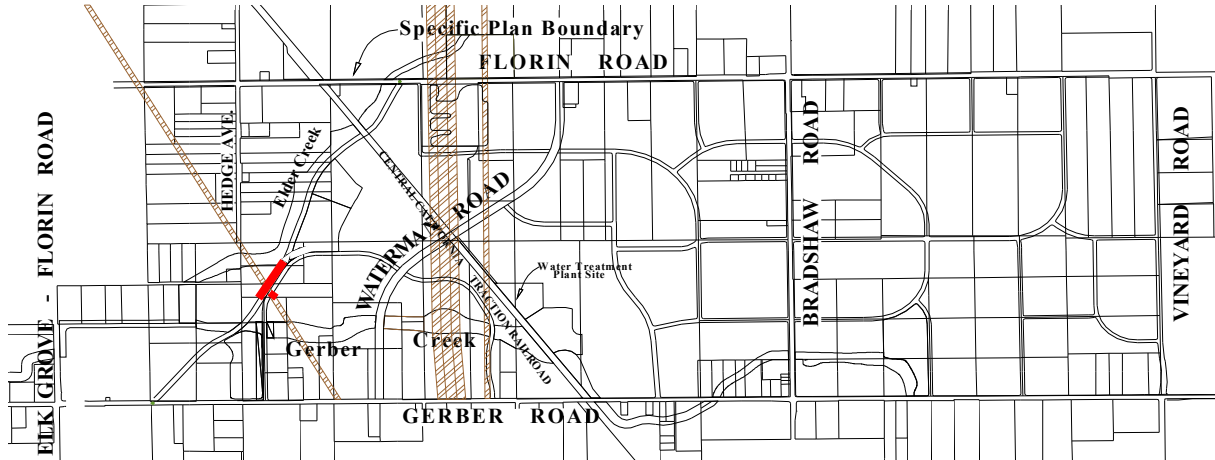 Specific Plan Boundary
FLORIN ROAD
ELK GROVE - FLORIN ROAD
HEDGE AVE.
Elder Creek
CENTRAL CALIFORNIA
TRACTION RAILROAD
WATERMAN ROAD
Water Treatment
Plant Site
BRADSHAW ROAD
VINEYARD ROAD
Gerber Creek
GERBER ROAD